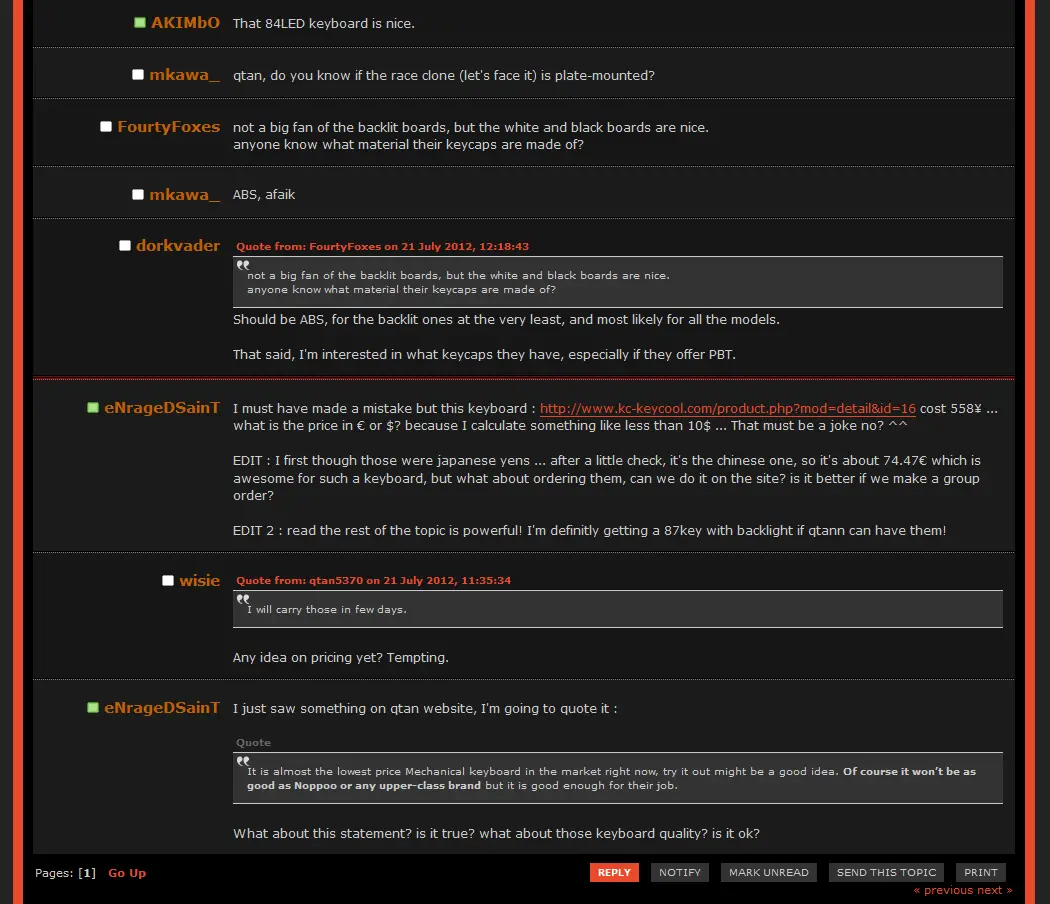 AKIMbO That 84LED keyboard is nice.
mkawa_ qtan, do you know if the race clone (let's face it) is plate-mounted?
FourtyFoxes not a big fan of the backlit boards, but the white and black boards are nice.
anyone know what material their keycaps are made of?
mkawa_ ABS, afaik
dorkvader Quote from: FourtyFoxes on 21 July 2012, 12:18:43
not a big fan of the backlit boards, but the white and black boards are nice.
anyone know what material their keycaps are made of?
Should be ABS, for the backlit ones at the very least, and most likely for all the models.
That said, I'm interested in what keycaps they have, especially if they offer PBT.
eNrageDSainT I must have made a mistake but this keyboard : http://www.kc-keycool.com/product.php?mod=detail&id=16 cost 558¥ ...
what is the price in € or $? because I calculate something like less than 10$ ... That must be a joke no? ^^
EDIT : I first though those were japanese yens ... after a little check, it's the chinese one, so it's about 74.47€ which is
awesome for such a keyboard, but what about ordering them, can we do it on the site? is it better if we make a group
order?
EDIT 2 : read the rest of the topic is powerful! I'm definitly getting a 87key with backlight if qtann can have them!
wisie Quote from: qtan5370 on 21 July 2012, 11:35:34
I will carry those in few days.
Any idea on pricing yet? Tempting.
eNrageDSainT I just saw something on qtan website, I'm going to quote it :
Quote
It is almost the lowest price Mechanical keyboard in the market right now, try it out might be a good idea. Of course it won't be as
good as Noppoo or any upper-class brand but it is good enough for their job.
What about this statement? is it true? what about those keyboard quality? is it ok?
Pages: [1] Go Up REPLY NOTIFY MARK UNREAD SEND THIS TOPIC PRINT
« previous next »